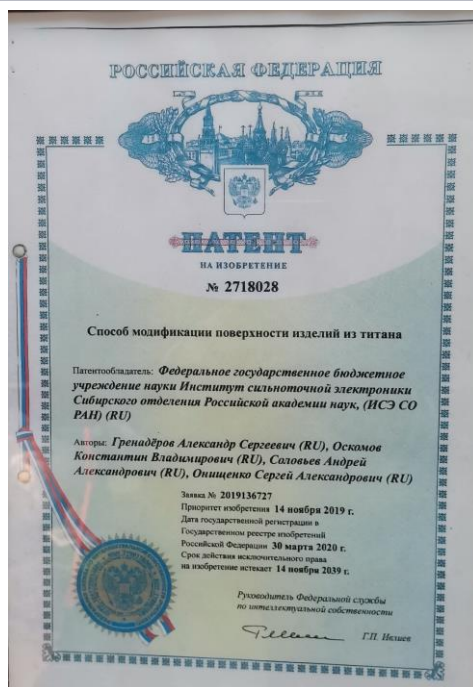 РОССИЙСКАЯ ФЕДЕРАЦИЯ
ПАТЕНТ
НА ИЗОБРЕТЕНИЕ
№ 2718028
Способ модификации поверхности изделий из титана
Патентообладатель: Федеральное государственное бюджетное
учреждение науки Институт сильноточной электроники
Сибирского отделения Российской академии наук, (ИСЭ СО
РАН) (RU)
Авторы: Гренадёров Александр Сергеевич (RU), Оскомов
Константин Владимирович (RU), Соловьев Андрей
Александрович (RU), Онищенко Сергей Александрович (RU)
Заявка № 2019136727
Приоритет изобретения 14 ноября 2019 г.
Дата государственной регистрации в
Государственном реестре изобретений
Российской Федерации 30 марта 2020 г.
Срок действия исключительного права
на изобретение истекает 14 ноября 2039 г.
Руководитель Федеральной службы
по интеллектуальной собственности
Г.П. Ивлиев